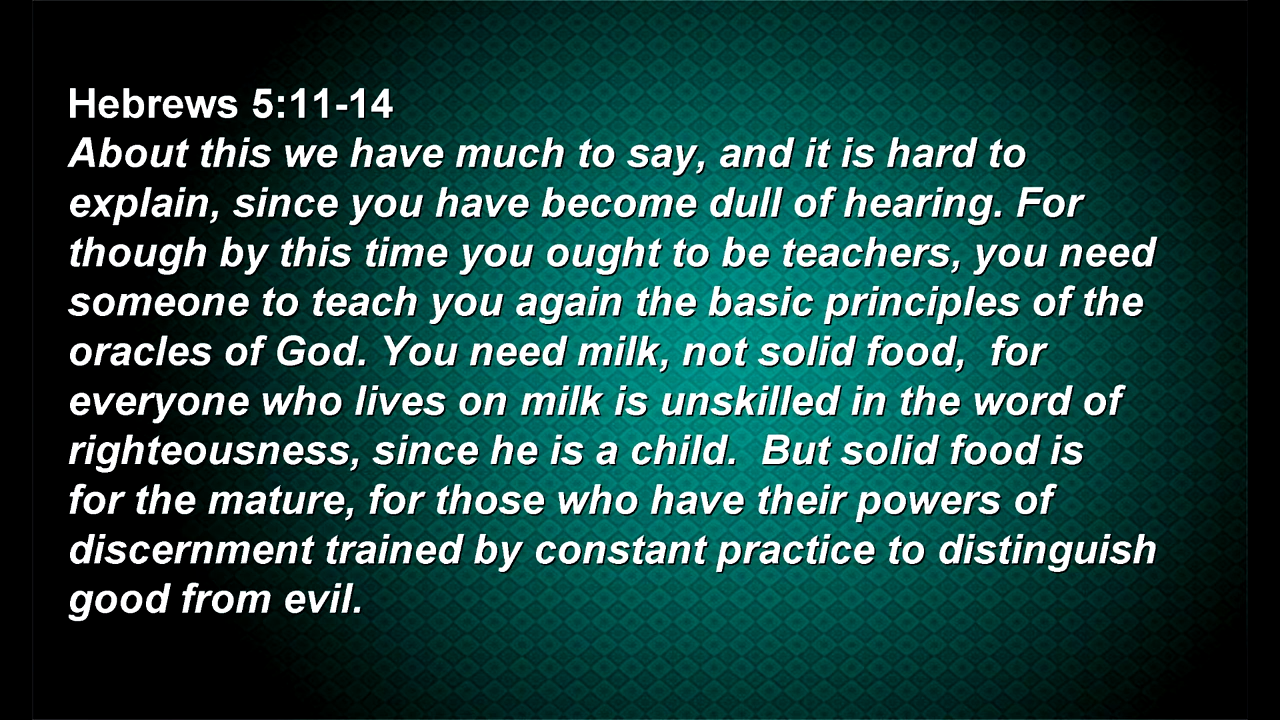 Hebrews 5:11-14
About this we have much to say, and it is hard to
explain, since you have become dull of hearing. For
though by this time you ought to be teachers, you need
someone to teach you again the basic principles of the
oracles of God. You need milk, not solid food,  for
everyone who lives on milk is unskilled in the word of
righteousness, since he is a child.  But solid food is
for the mature, for those who have their powers of
discernment trained by constant practice to distinguish
good from evil.